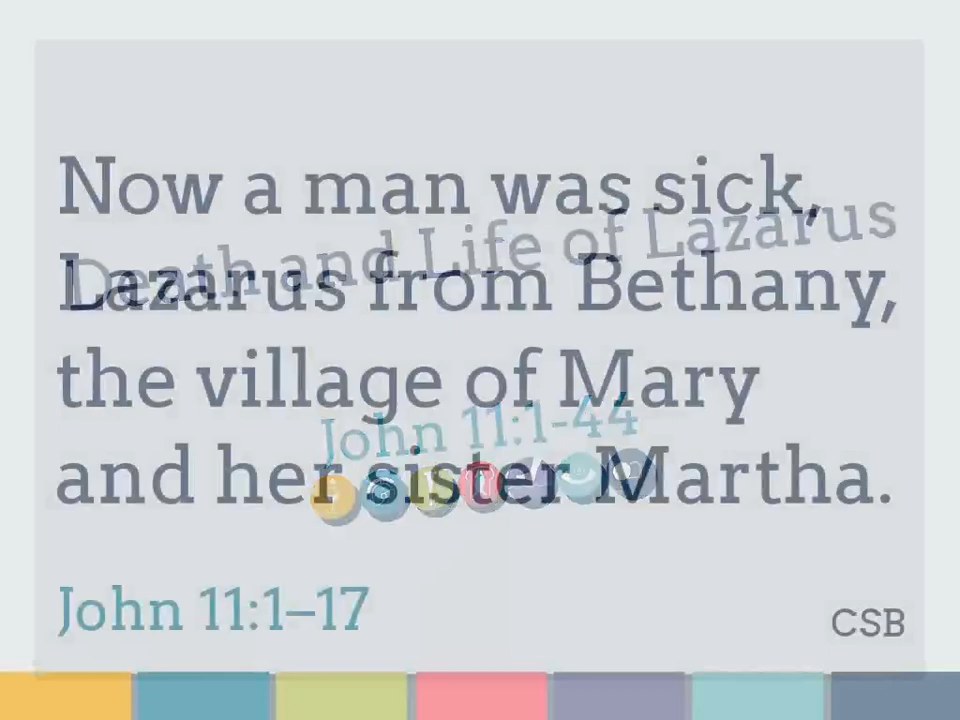 Now a man was sick,
Death and Life of Lazarus
Lazarus from Bethany,
the village of Mary
John 11:1-44
and her sister Martha.
John 11:1–17
CSB